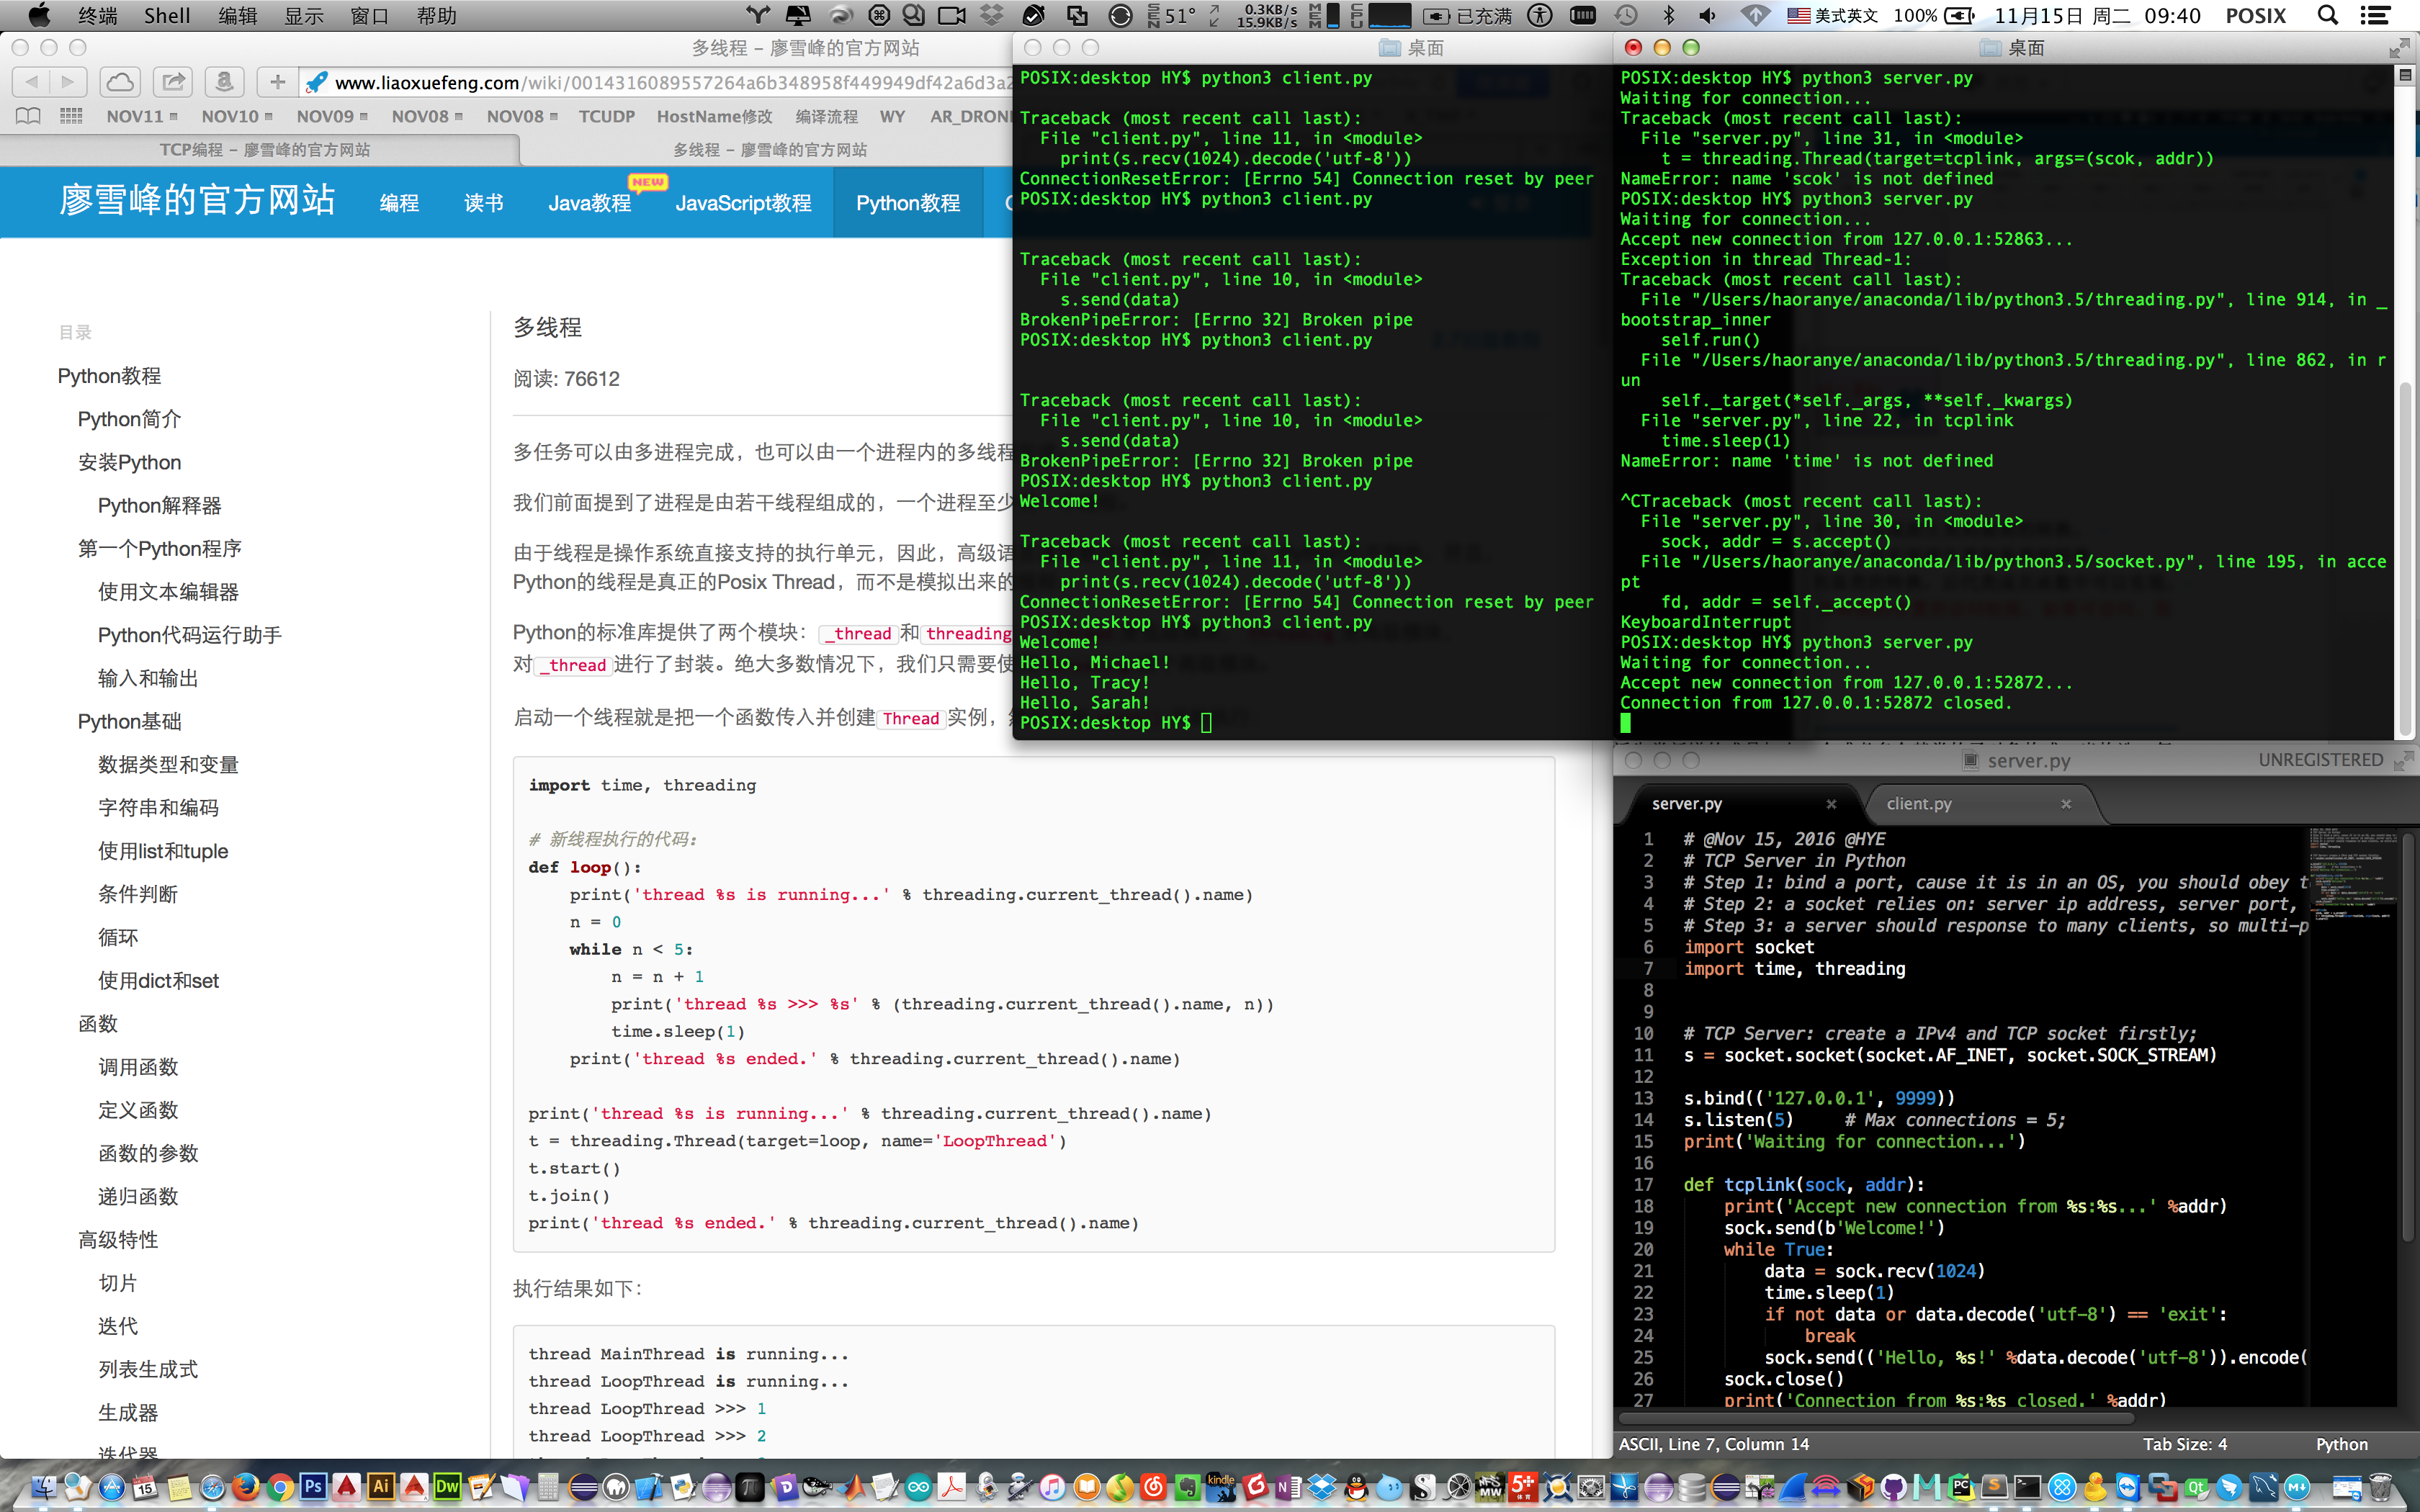 终端 Shell 编辑 显示 窗口 帮助
SEN 51° 0.3KB/s 15.9KB/s MEM CPU 已充满 美式英文 100% 11月15日 周二 09:40 POSIX
多线程 – 廖雪峰的官方网站
www.liaoxuefeng.com/wiki/0014316089557264a6b348958f449949df42a6d3a2
NOV11 NOV10 NOV09 NOV08 NOV08 TCUDP HostName修改 编译流程 WY AR_DRON
TCP编程 – 廖雪峰的官方网站
多线程 – 廖雪峰的官方网站
廖雪峰的官方网站 编程 读书 Java教程 NEW JavaScript教程 Python教程
目录
Python教程
Python简介
安装Python
Python解释器
第一个Python程序
使用文本编辑器
Python代码运行助手
输入和输出
Python基础
数据类型和变量
字符串和编码
使用list和tuple
条件判断
循环
使用dict和set
函数
调用函数
定义函数
函数的参数
递归函数
高级特性
切片
迭代
列表生成式
生成器
迭代器
多线程
阅读: 76612
多任务可以由多进程完成，也可以由一个进程内的多线程
我们前面提到了进程是由若干线程组成的，一个进程至少
由于线程是操作系统直接支持的执行单元，因此，高级语
Python的线程是真正的Posix Thread，而不是模拟出来的
Python的标准库提供了两个模块：_thread和threading
对_thread进行了封装。绝大多数情况下，我们只需要使
启动一个线程就是把一个函数传入并创建Thread实例，
import time, threading
# 新线程执行的代码:
def loop():
    print('thread %s is running...' % threading.current_thread().name)
    n = 0
    while n < 5:
        n = n + 1
        print('thread %s >>> %s' % (threading.current_thread().name, n))
        time.sleep(1)
    print('thread %s ended.' % threading.current_thread().name)
print('thread %s is running...' % threading.current_thread().name)
t = threading.Thread(target=loop, name='LoopThread')
t.start()
t.join()
print('thread %s ended.' % threading.current_thread().name)
执行结果如下：
thread MainThread is running...
thread LoopThread is running...
thread LoopThread >>> 1
thread LoopThread >>> 2
桌面
POSIX:desktop HY$ python3 client.py
Traceback (most recent call last):
  File "client.py", line 11, in <module>
    print(s.recv(1024).decode('utf-8'))
ConnectionResetError: [Errno 54] Connection reset by peer
POSIX:desktop HY$ python3 client.py
Traceback (most recent call last):
  File "client.py", line 10, in <module>
    s.send(data)
BrokenPipeError: [Errno 32] Broken pipe
POSIX:desktop HY$ python3 client.py
Traceback (most recent call last):
  File "client.py", line 10, in <module>
    s.send(data)
BrokenPipeError: [Errno 32] Broken pipe
POSIX:desktop HY$ python3 client.py
Welcome!
Traceback (most recent call last):
  File "client.py", line 11, in <module>
    print(s.recv(1024).decode('utf-8'))
ConnectionResetError: [Errno 54] Connection reset by peer
POSIX:desktop HY$ python3 client.py
Welcome!
Hello, Michael!
Hello, Tracy!
Hello, Sarah!
POSIX:desktop HY$
桌面
POSIX:desktop HY$ python3 server.py
Waiting for connection...
Traceback (most recent call last):
  File "server.py", line 31, in <module>
    t = threading.Thread(target=tcplink, args=(scok, addr))
NameError: name 'scok' is not defined
POSIX:desktop HY$ python3 server.py
Waiting for connection...
Accept new connection from 127.0.0.1:52863...
Exception in thread Thread-1:
Traceback (most recent call last):
  File "/Users/haoranye/anaconda/lib/python3.5/threading.py", line 914, in _
bootstrap_inner
    self.run()
  File "/Users/haoranye/anaconda/lib/python3.5/threading.py", line 862, in r
un
    self._target(*self._args, **self._kwargs)
  File "server.py", line 22, in tcplink
    time.sleep(1)
NameError: name 'time' is not defined
^CTraceback (most recent call last):
  File "server.py", line 30, in <module>
    sock, addr = s.accept()
  File "/Users/haoranye/anaconda/lib/python3.5/socket.py", line 195, in acce
pt
    fd, addr = self._accept()
KeyboardInterrupt
POSIX:desktop HY$ python3 server.py
Waiting for connection...
Accept new connection from 127.0.0.1:52872...
Connection from 127.0.0.1:52872 closed.
server.py UNREGISTERED
server.py × client.py ×
1 # @Nov 15, 2016 @HYE
2 # TCP Server in Python
3 # Step 1: bind a port, cause it is in an OS, you should obey t
4 # Step 2: a socket relies on: server ip address, server port,
5 # Step 3: a server should response to many clients, so multi-p
6 import socket
7 import time, threading
8
9
10 # TCP Server: create a IPv4 and TCP socket firstly;
11 s = socket.socket(socket.AF_INET, socket.SOCK_STREAM)
12
13 s.bind(('127.0.0.1', 9999))
14 s.listen(5)     # Max connections = 5;
15 print('Waiting for connection...')
16
17 def tcplink(sock, addr):
18     print('Accept new connection from %s:%s...' %addr)
19     sock.send(b'Welcome!')
20     while True:
21         data = sock.recv(1024)
22         time.sleep(1)
23         if not data or data.decode('utf-8') == 'exit':
24             break
25         sock.send(('Hello, %s!' %data.decode('utf-8')).encode(
26     sock.close()
27     print('Connection from %s:%s closed.' %addr)
ASCII, Line 7, Column 14 Tab Size: 4 Python